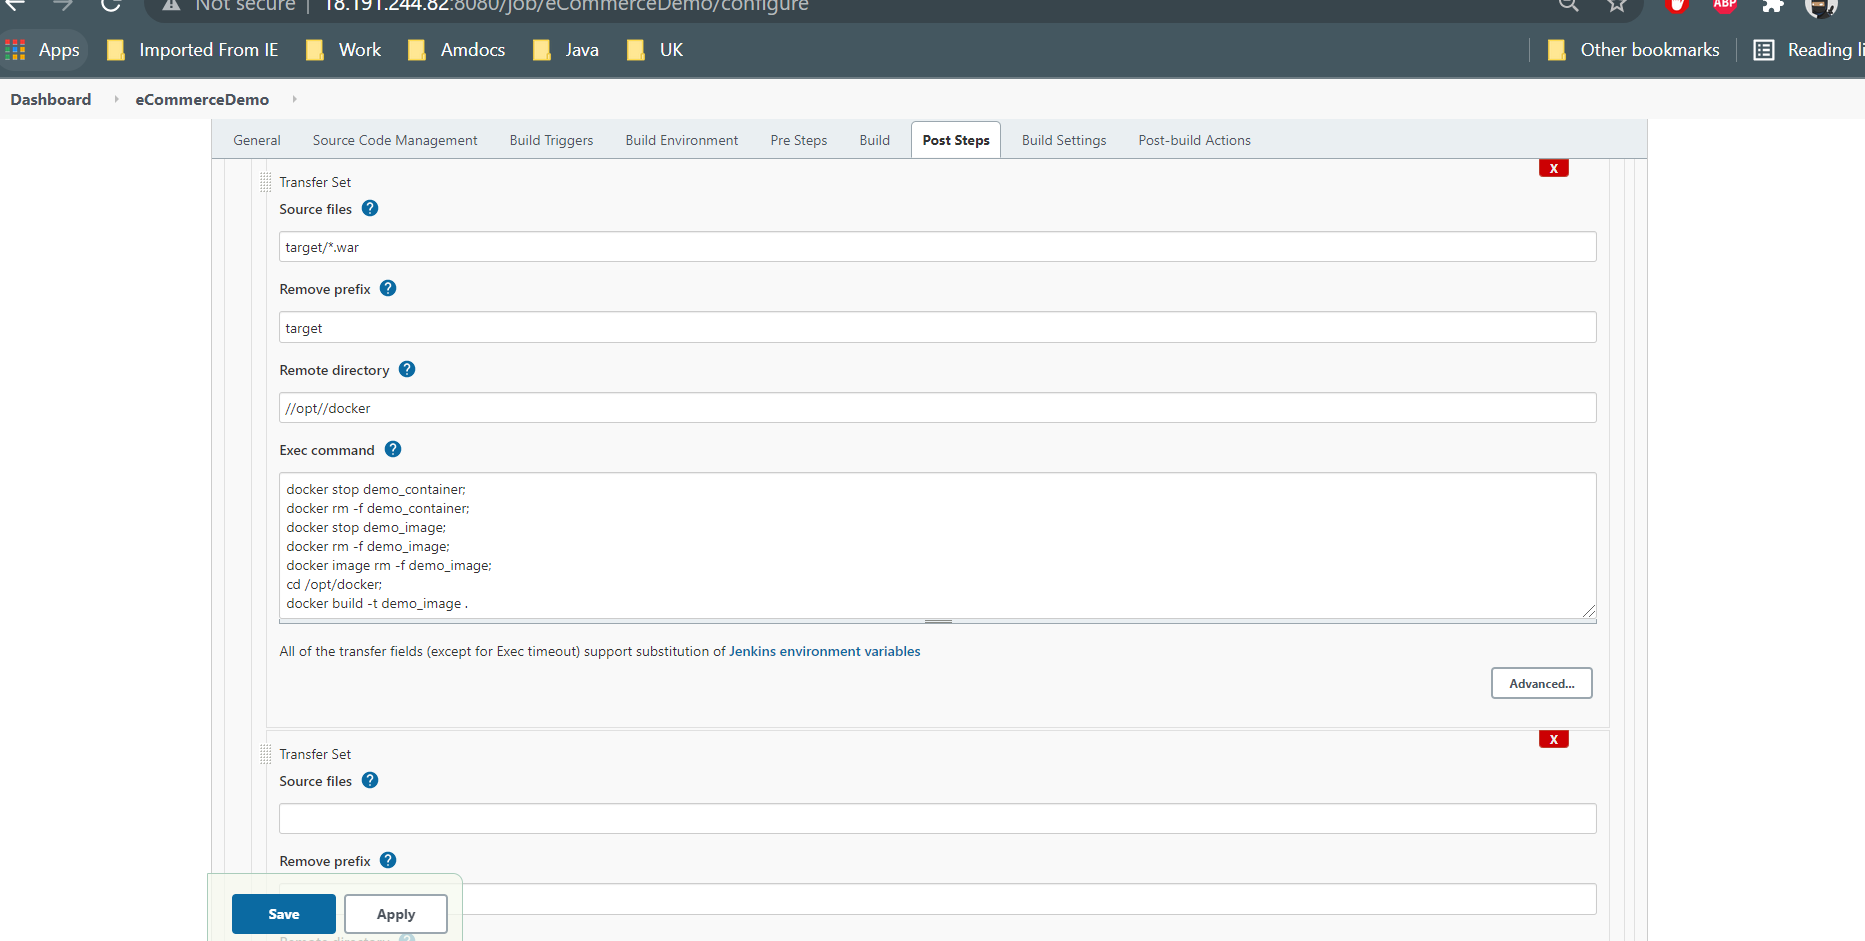 Not secure | 18.191.244.82:8080/job/eCommerceDemo/configure
ABP
Apps Imported From IE Work Amdocs Java UK Other bookmarks Reading li
Dashboard eCommerceDemo
General Source Code Management Build Triggers Build Environment Pre Steps Build Post Steps Build Settings Post-build Actions
X
Transfer Set
Source files ?
target/*.war
Remove prefix ?
target
Remote directory ?
//opt//docker
Exec command ?
docker stop demo_container;
docker rm -f demo_container;
docker stop demo_image;
docker rm -f demo_image;
docker image rm -f demo_image;
cd /opt/docker;
docker build -t demo_image .
All of the transfer fields (except for Exec timeout) support substitution of Jenkins environment variables
Advanced...
X
Transfer Set
Source files ?
Remove prefix ?
Save Apply
Remote directory ?